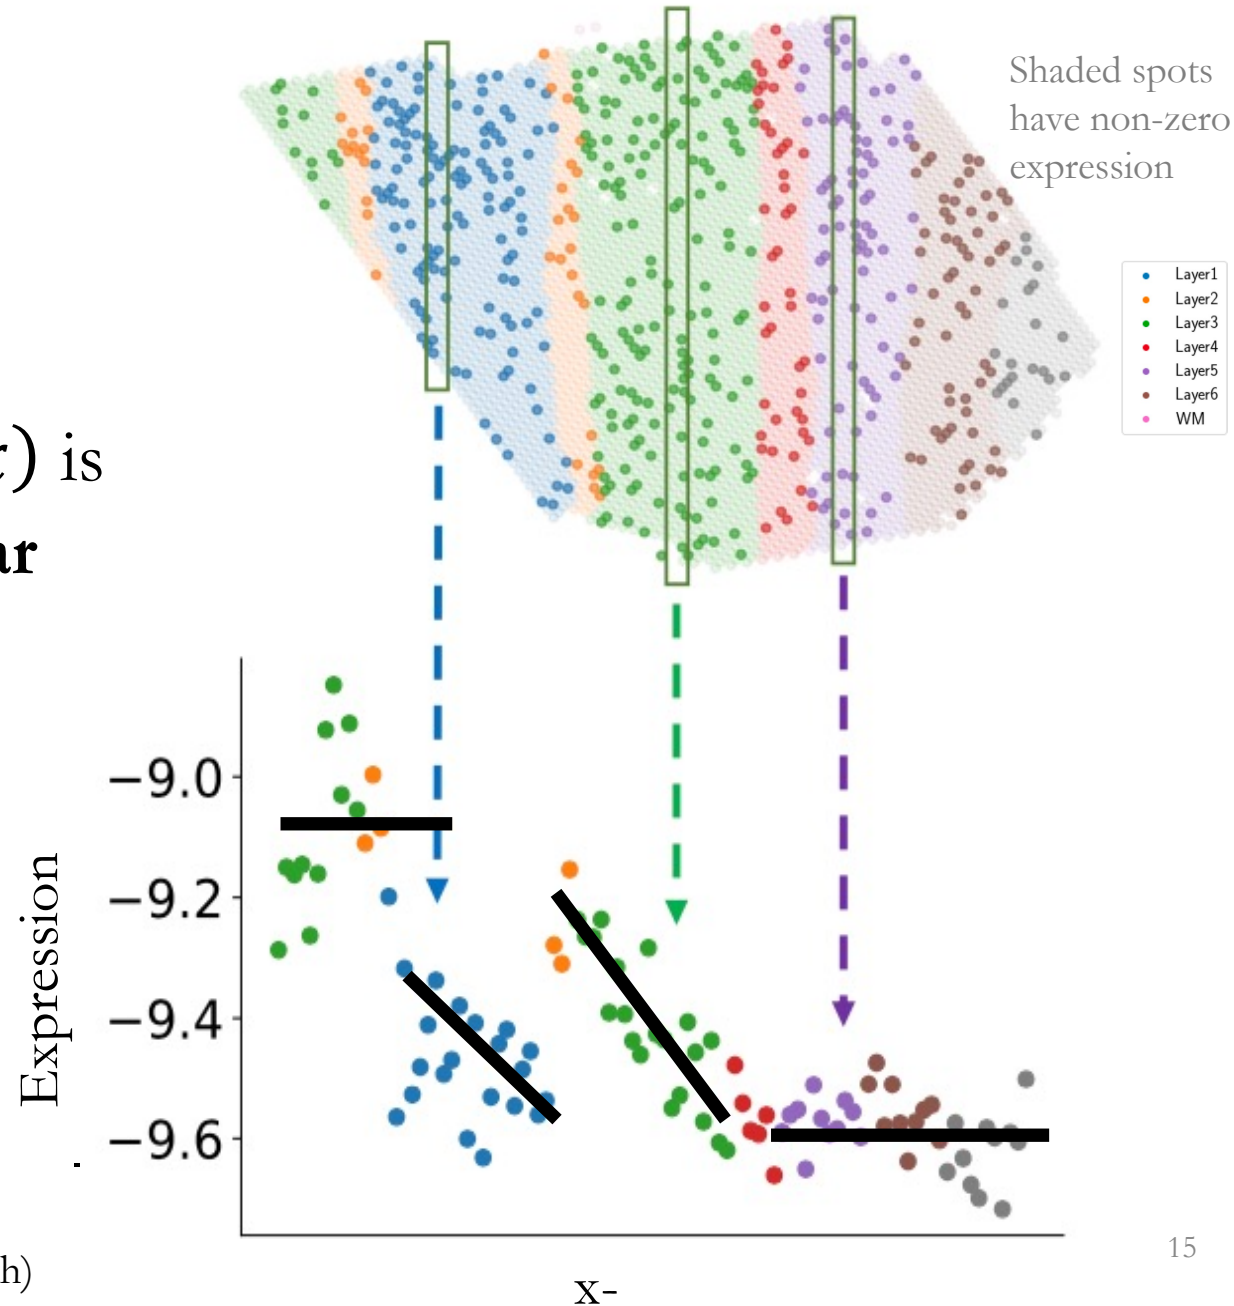 Shaded spots
have non-zero
expression
Layer1
Layer2
Layer3
Layer4
Layer5
Layer6
WM
) is
ar
−9.0
−9.2
−9.4
−9.6
Expression
.
15
h)
x-